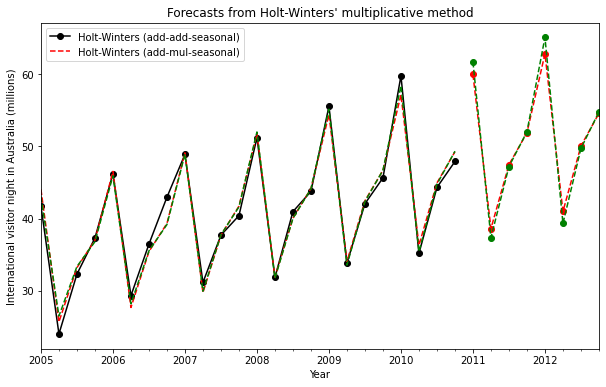 Forecasts from Holt-Winters' multiplicative method
Holt-Winters (add-add-seasonal)
Holt-Winters (add-mul-seasonal)
International visitor night in Australia (millions)
60
50
40
30
2005
2006
2007
2008
2009
2010
2011
2012
Year